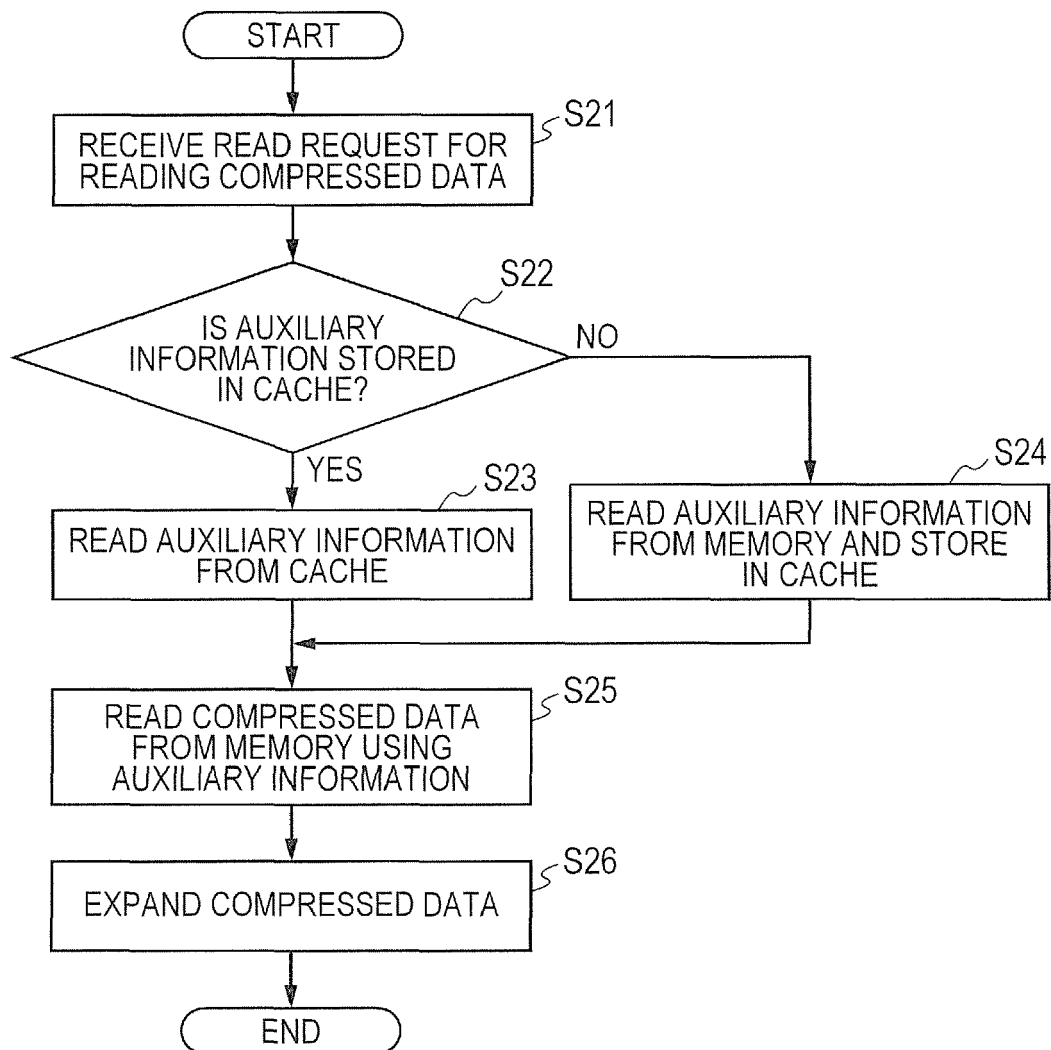 START
S21
RECEIVE READ REQUEST FOR
READING COMPRESSED DATA
S22
IS AUXILIARY
INFORMATION STORED
IN CACHE?
NO
YES
S23
READ AUXILIARY INFORMATION
FROM CACHE
S24
READ AUXILIARY INFORMATION
FROM MEMORY AND STORE
IN CACHE
S25
READ COMPRESSED DATA
FROM MEMORY USING
AUXILIARY INFORMATION
S26
EXPAND COMPRESSED DATA
END